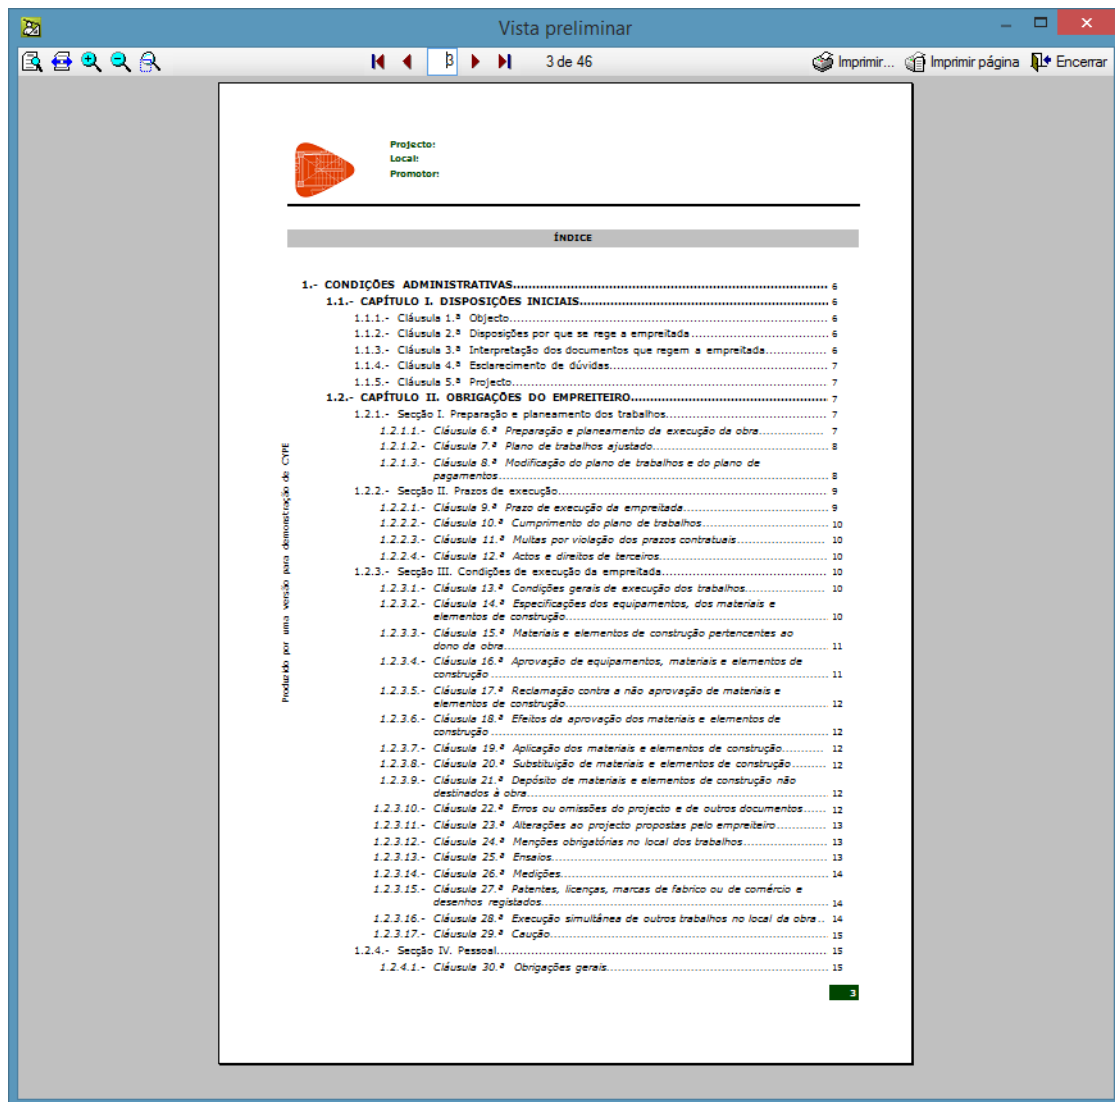 Vista preliminar
3 3 de 46 Imprimir... Imprimir página Encerrar
Projecto:
Local:
Promotor:
ÍNDICE
1.- CONDIÇÕES ADMINISTRATIVAS 6
1.1.- CAPÍTULO I. DISPOSIÇÕES INICIAIS 6
1.1.1.- Cláusula 1.ª Objecto 6
1.1.2.- Cláusula 2.ª Disposições por que se rege a empreitada 6
1.1.3.- Cláusula 3.ª Interpretação dos documentos que regem a empreitada 6
1.1.4.- Cláusula 4.ª Esclarecimento de dúvidas 7
1.1.5.- Cláusula 5.ª Projecto 7
1.2.- CAPÍTULO II. OBRIGAÇÕES DO EMPREITEIRO 7
1.2.1.- Secção I. Preparação e planeamento dos trabalhos 7
1.2.1.1.- Cláusula 6.ª Preparação e planeamento da execução da obra 7
1.2.1.2.- Cláusula 7.ª Plano de trabalhos ajustado 8
1.2.1.3.- Cláusula 8.ª Modificação do plano de trabalhos e do plano de
pagamentos 8
1.2.2.- Secção II. Prazos de execução 9
1.2.2.1.- Cláusula 9.ª Prazo de execução da empreitada 9
1.2.2.2.- Cláusula 10.ª Cumprimento do plano de trabalhos 10
1.2.2.3.- Cláusula 11.ª Multas por violação dos prazos contratuais 10
1.2.2.4.- Cláusula 12.ª Actos e direitos de terceiros 10
1.2.3.- Secção III. Condições de execução da empreitada 10
1.2.3.1.- Cláusula 13.ª Condições gerais de execução dos trabalhos 10
1.2.3.2.- Cláusula 14.ª Especificações dos equipamentos, dos materiais e
elementos de construção 10
1.2.3.3.- Cláusula 15.ª Materiais e elementos de construção pertencentes ao
dono da obra 11
1.2.3.4.- Cláusula 16.ª Aprovação de equipamentos, materiais e elementos de
construção 11
1.2.3.5.- Cláusula 17.ª Reclamação contra a não aprovação de materiais e
elementos de construção 12
1.2.3.6.- Cláusula 18.ª Efeitos da aprovação dos materiais e elementos de
construção 12
1.2.3.7.- Cláusula 19.ª Aplicação dos materiais e elementos de construção 12
1.2.3.8.- Cláusula 20.ª Substituição de materiais e elementos de construção 12
1.2.3.9.- Cláusula 21.ª Depósito de materiais e elementos de construção não
destinados à obra 12
1.2.3.10.- Cláusula 22.ª Erros ou omissões do projecto e de outros documentos 12
1.2.3.11.- Cláusula 23.ª Alterações ao projecto propostas pelo empreiteiro 13
1.2.3.12.- Cláusula 24.ª Menções obrigatórias no local dos trabalhos 13
1.2.3.13.- Cláusula 25.ª Ensaios 13
1.2.3.14.- Cláusula 26.ª Medições 14
1.2.3.15.- Cláusula 27.ª Patentes, licenças, marcas de fabrico ou de comércio e
desenhos registados 14
1.2.3.16.- Cláusula 28.ª Execução simultânea de outros trabalhos no local da obra 14
1.2.3.17.- Cláusula 29.ª Caução 15
1.2.4.- Secção IV. Pessoal 15
1.2.4.1.- Cláusula 30.ª Obrigações gerais 15
Produzido por uma versão para demonstração de CYPE
3